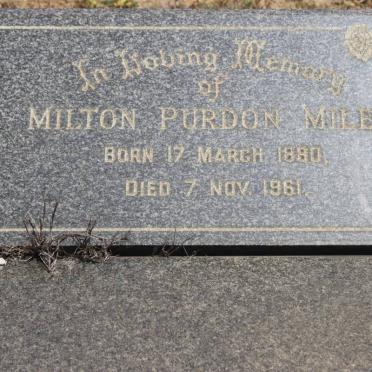 In Loving Memory
of
MILTON PURDON MILE
BORN 17 MARCH 1880.
DIED 7 NOV. 1961.